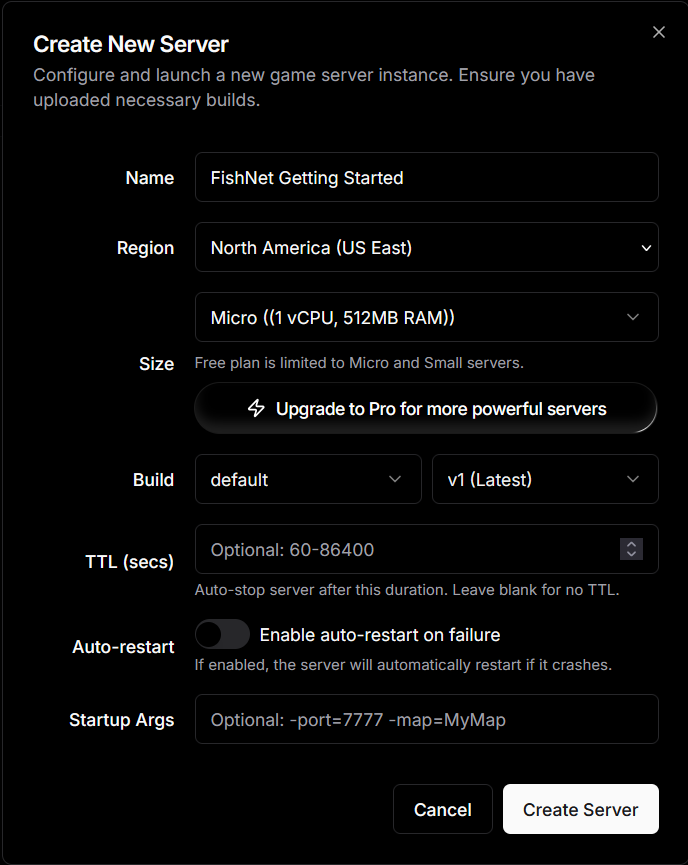 Create New Server
Configure and launch a new game server instance. Ensure you have
uploaded necessary builds.
Name
FishNet Getting Started
Region
North America (US East)
Size
Micro ((1 vCPU, 512MB RAM))
Free plan is limited to Micro and Small servers.
Upgrade to Pro for more powerful servers
Build
default
v1 (Latest)
TTL (secs)
Optional: 60-86400
Auto-stop server after this duration. Leave blank for no TTL.
Auto-restart
Enable auto-restart on failure
If enabled, the server will automatically restart if it crashes.
Startup Args
Optional: -port=7777 -map=MyMap
Cancel
Create Server